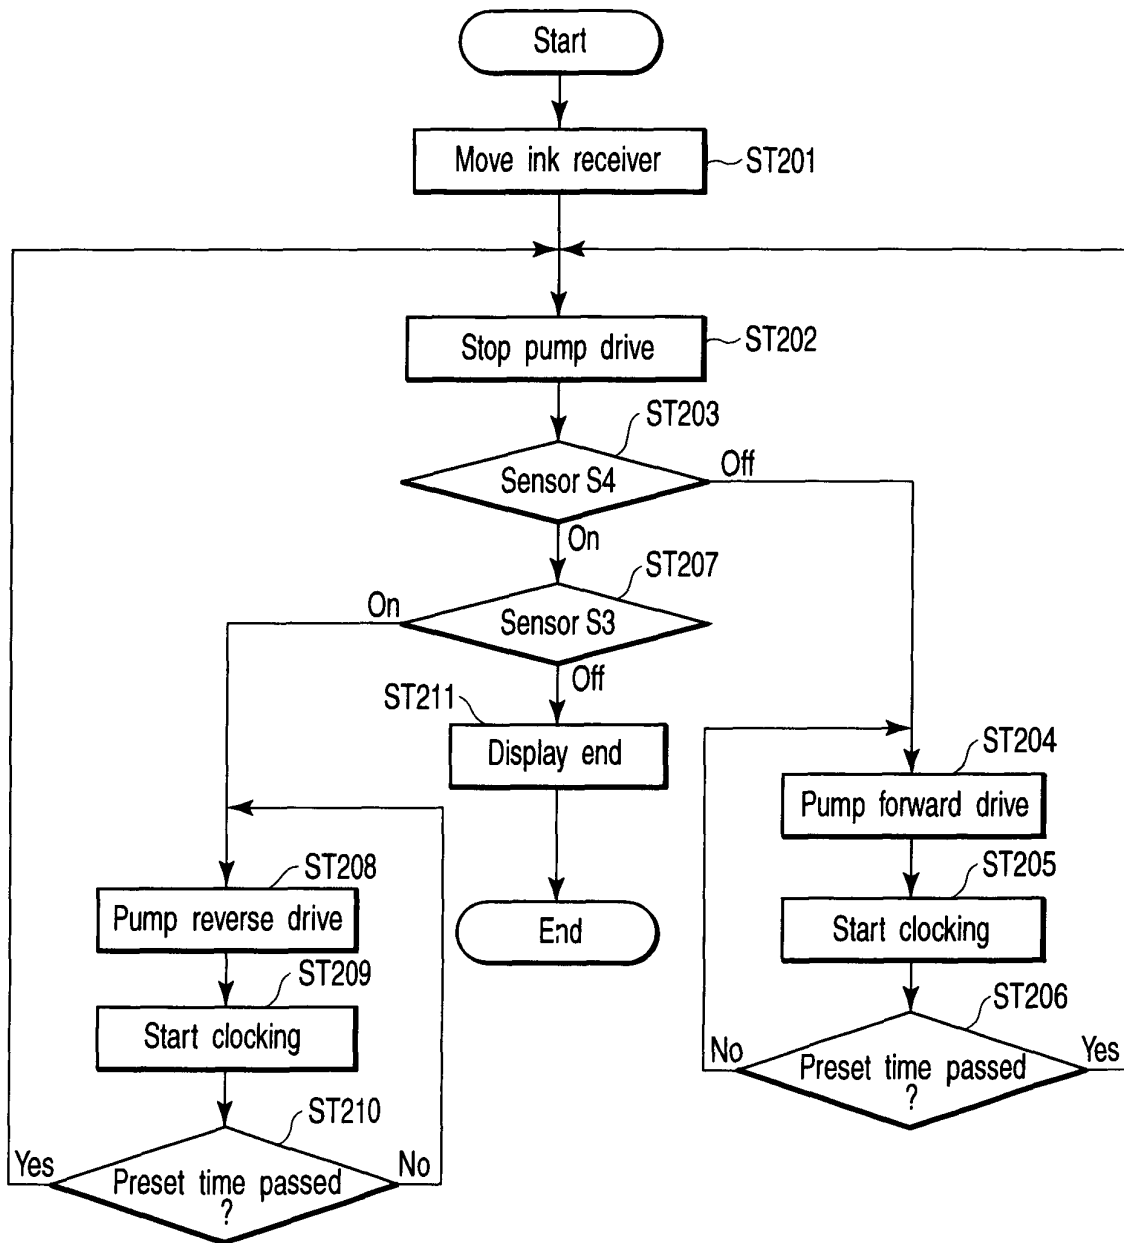 Start
Move ink receiver
ST201
Stop pump drive
ST202
ST203
Sensor S4
Off
On
ST207
Sensor S3
On
Off
ST211
Display end
End
ST204
Pump forward drive
ST205
Start clocking
ST206
Preset time passed
?
No
Yes
ST208
Pump reverse drive
ST209
Start clocking
ST210
Preset time passed
?
Yes
No